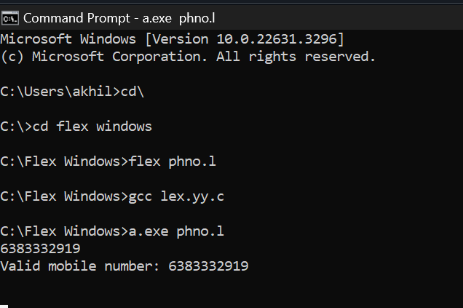 Command Prompt - a.exe phno.l
Microsoft Windows [Version 10.0.22631.3296]
(c) Microsoft Corporation. All rights reserved.
C:\Users\akhil>cd\
C:\>cd flex windows
C:\Flex Windows>flex phno.l
C:\Flex Windows>gcc lex.yy.c
C:\Flex Windows>a.exe phno.l
6383332919
Valid mobile number: 6383332919